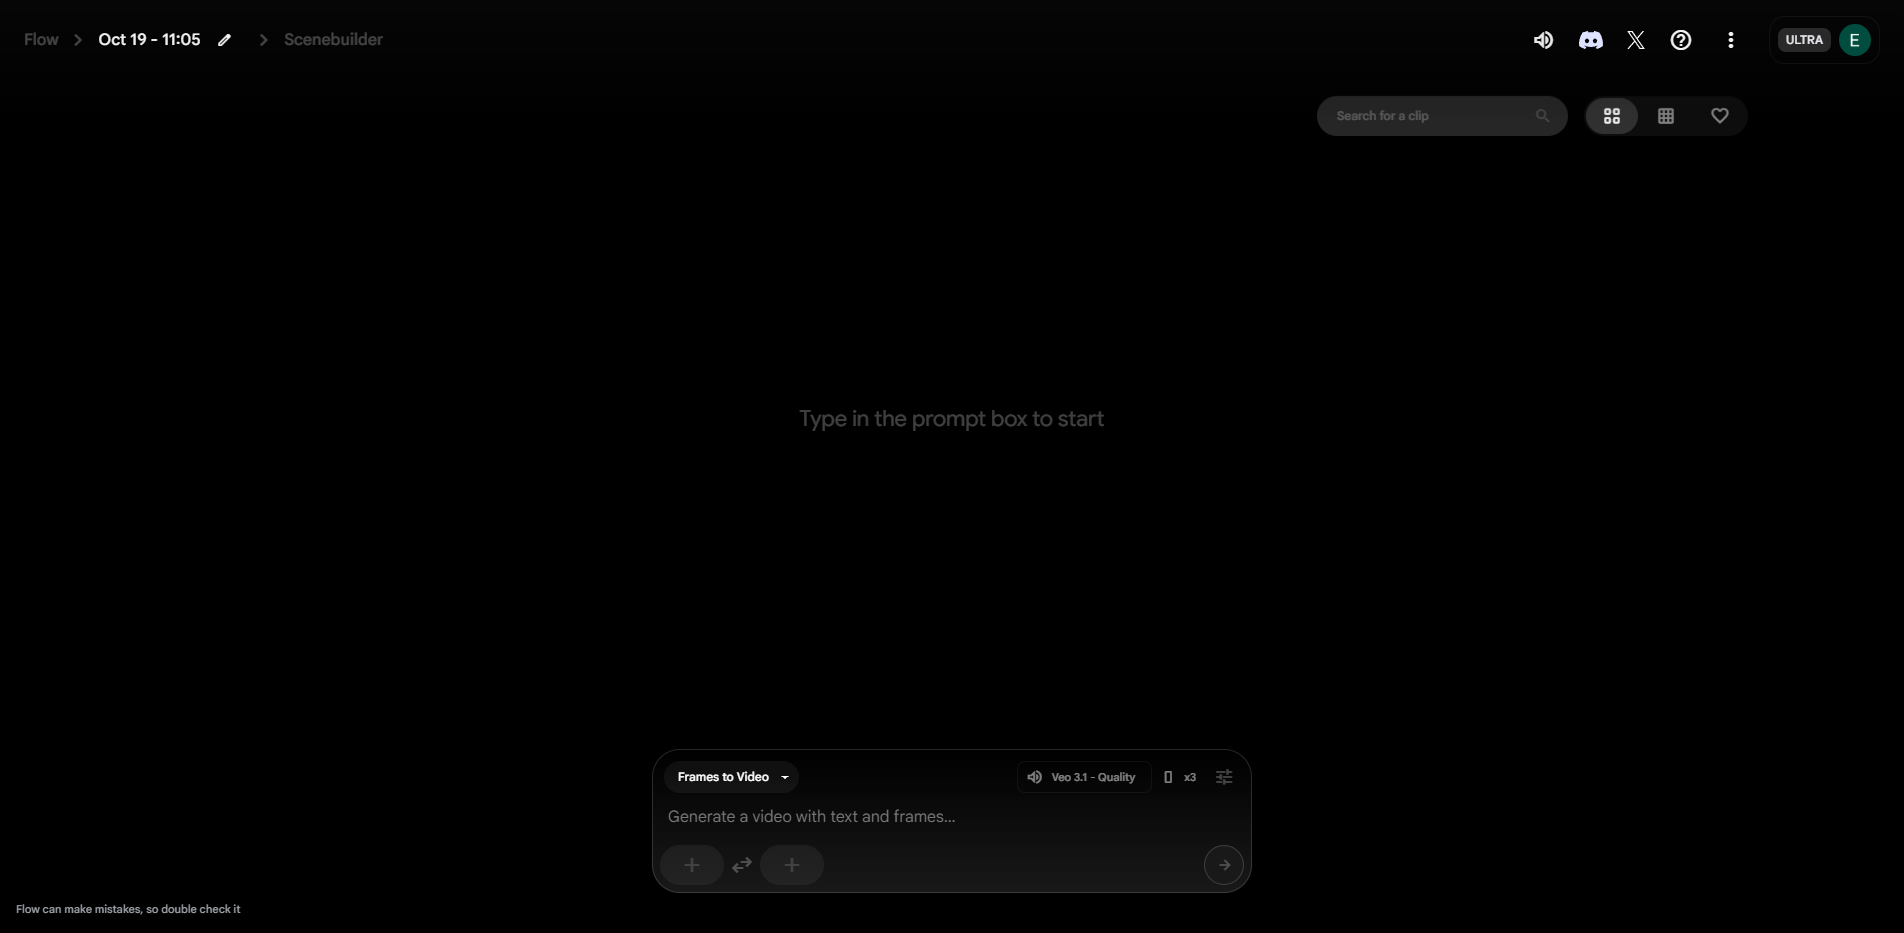 Flow > Oct 19 - 11:05 > Scenebuilder
ULTRA E
Search for a clip
Type in the prompt box to start
Frames to Video
Veo 3.1 - Quality
x3
Generate a video with text and frames...
Flow can make mistakes, so double check it